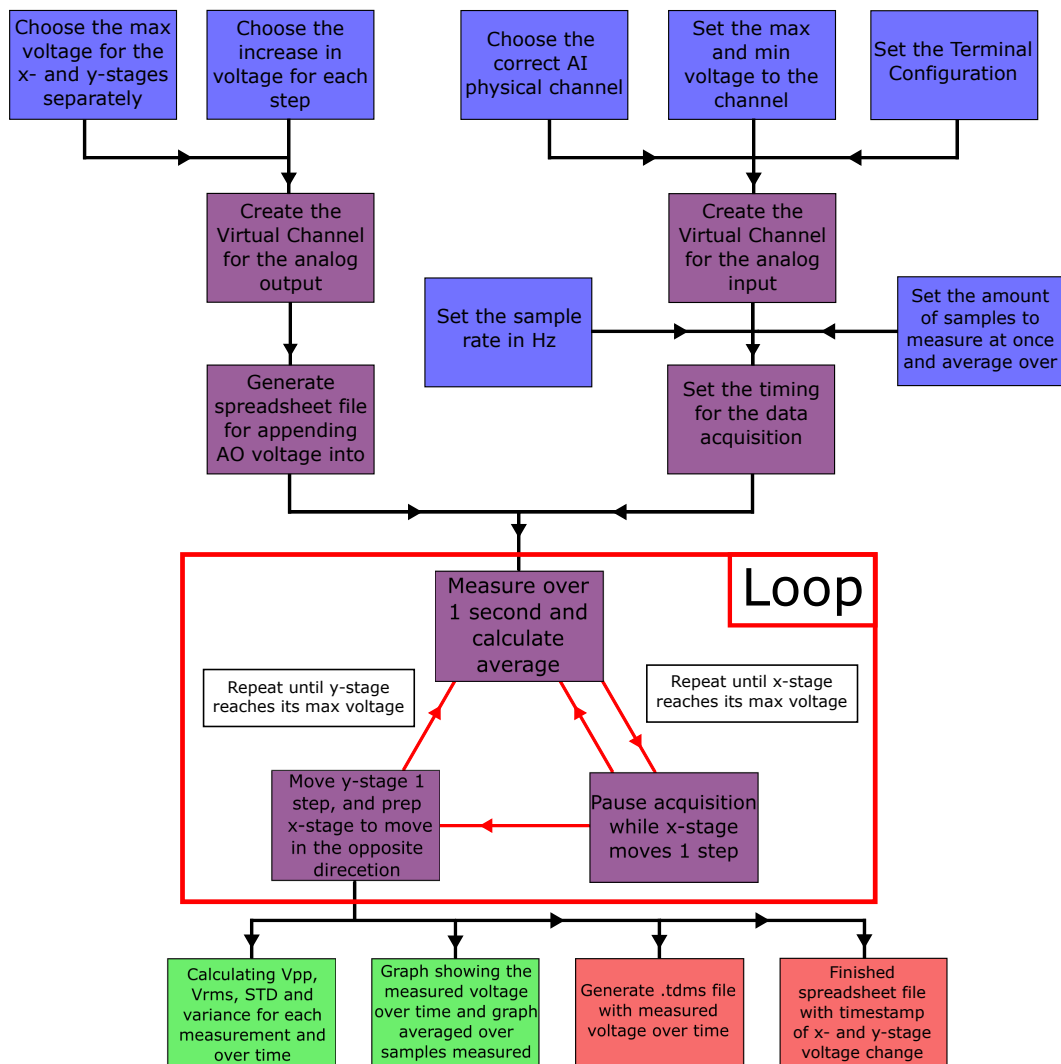 Choose the max
voltage for the
x- and y-stages
separately
Choose the
increase in
voltage for each
step
Choose the
correct AI
physical channel
Set the max
and min
voltage to the
channel
Set the Terminal
Configuration
Create the
Virtual Channel
for the analog
output
Create the
Virtual Channel
for the analog
input
Set the sample
rate in Hz
Set the amount
of samples to
measure at once
and average over
Generate
spreadsheet file
for appending
AO voltage into
Set the timing
for the data
acquisition
Loop
Measure over
1 second and
calculate
average
Repeat until y-stage
reaches its max voltage
Repeat until x-stage
reaches its max voltage
Move y-stage 1
step, and prep
x-stage to move
in the opposite
direcetion
Pause acquisition
while x-stage
moves 1 step
Calculating Vpp,
Vrms, STD and
variance for each
measurement and
over time
Graph showing the
measured voltage
over time and graph
averaged over
samples measured
Generate .tdms file
with measured
voltage over time
Finished
spreadsheet file
with timestamp
of x- and y-stage
voltage change